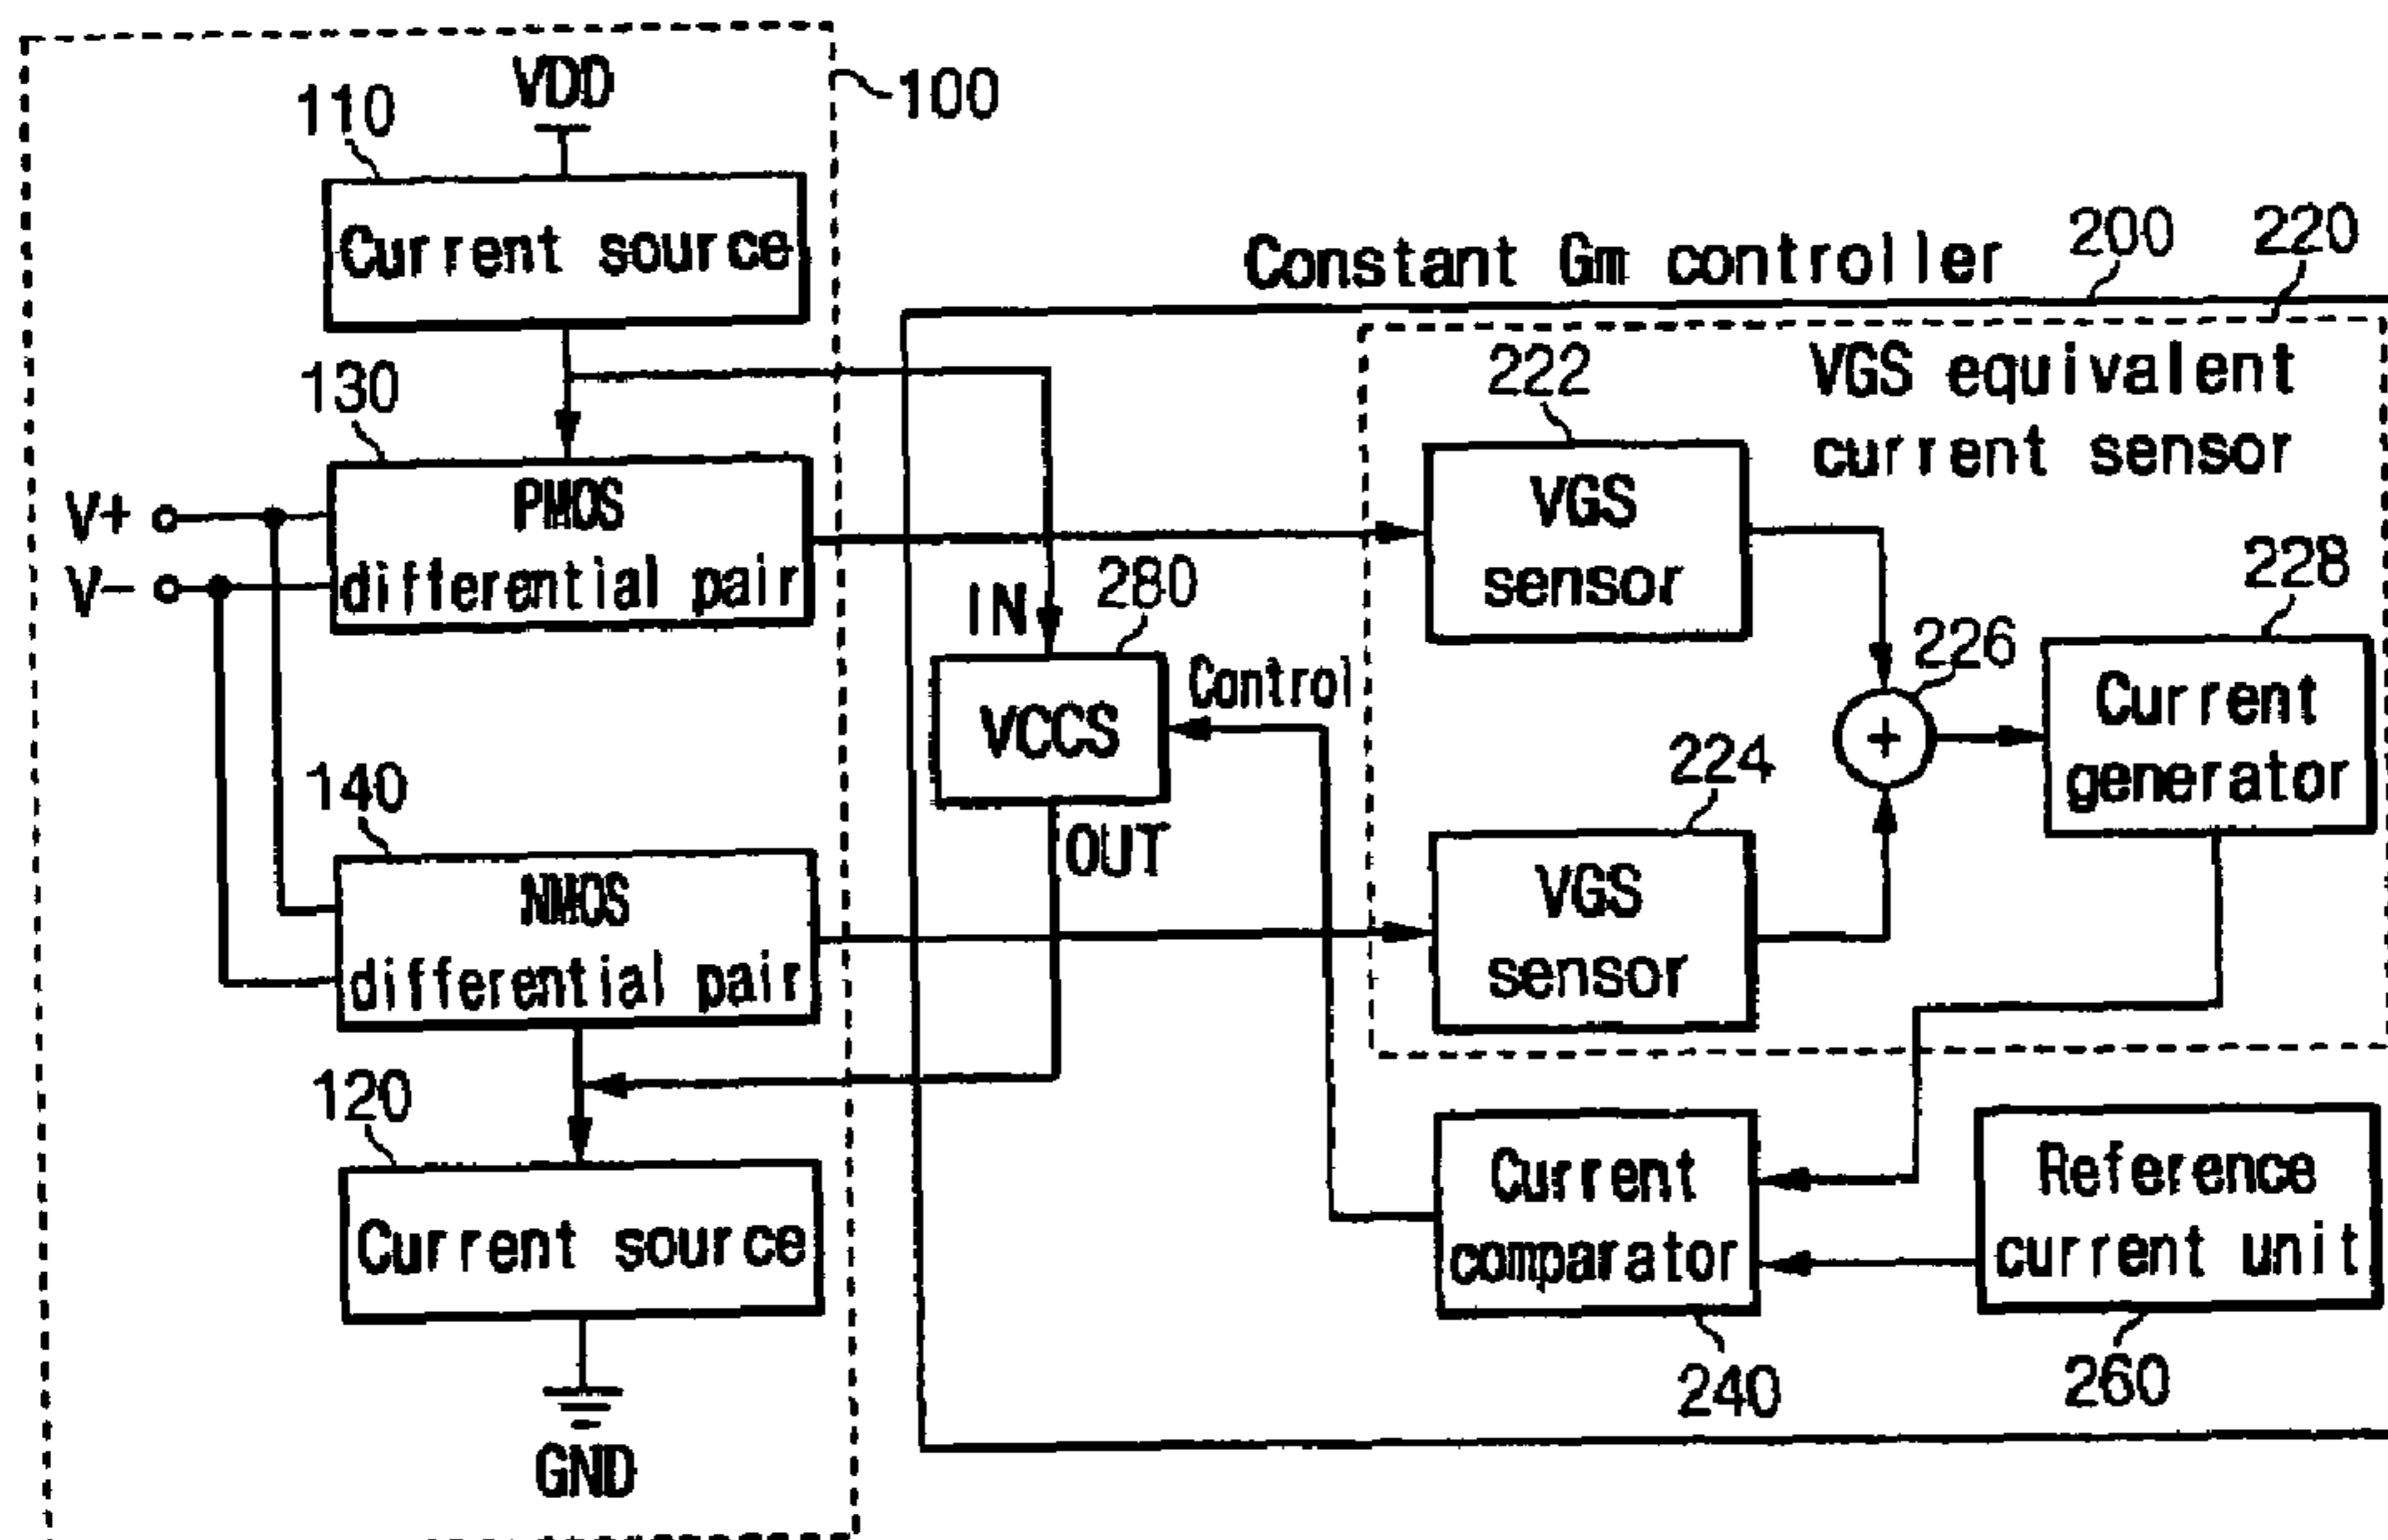 VDD
110
100
Current source
Constant Gm controller
200
220
130
222
VGS equivalent
current sensor
V+
V-
PMOS
differential pair
VGS
sensor
IN
280
228
226
VCCS
Control
Current
generator
+
140
224
OUT
NMOS
differential pair
VGS
sensor
120
Current source
Current
comparator
Reference
current unit
240
260
GND